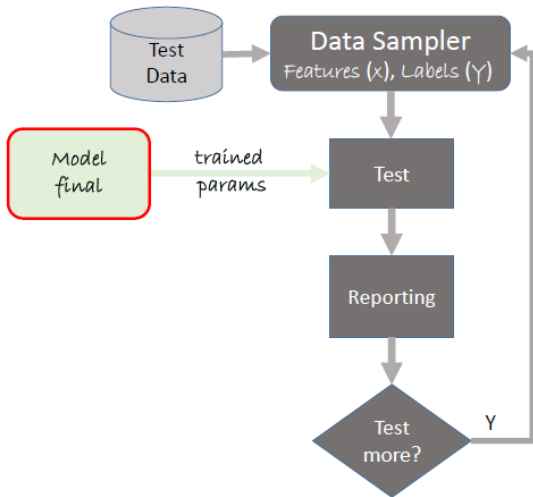 Test
Data
Data Sampler
Features (x), Labels (Y)
Model
final
trained
params
Test
Reporting
Test
more?
Y